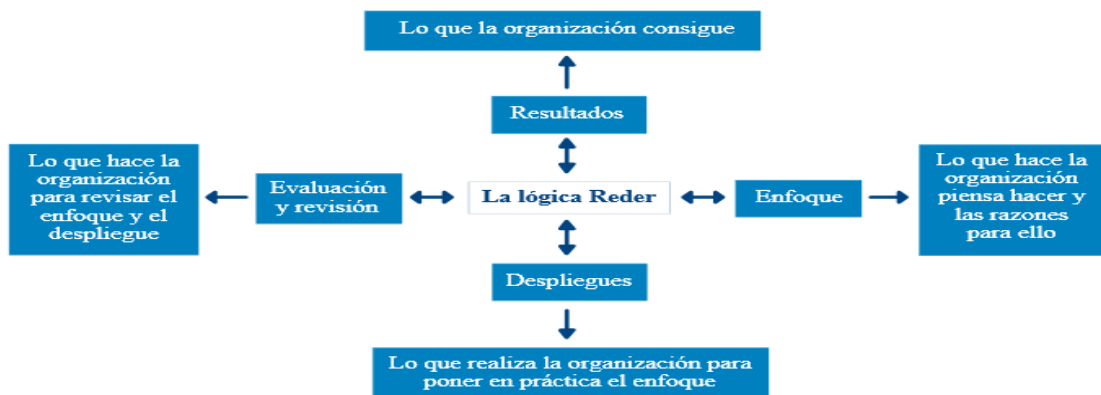 Lo que la organización consigue
Resultados
Lo que hace la
organización
para revisar el
enfoque y el
despliegue
Evaluación
y revisión
La lógica Reder
Enfoque
Lo que hace la
organización
piensa hacer y
las razones
para ello
Despliegues
Lo que realiza la organización para
poner en práctica el enfoque